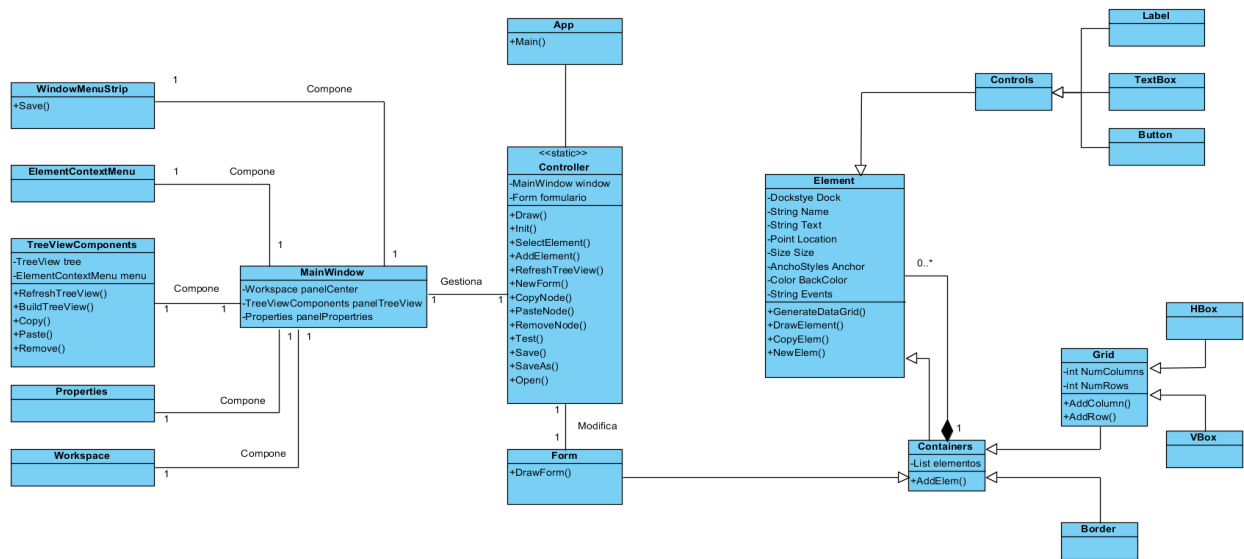 App
+Main()
WindowMenuStrip
+Save()
1
Compone
1
ElementContextMenu
1
Compone
1
TreeViewComponents
-TreeView tree
-ElementContextMenu menu
+RefreshTreeView()
+BuildTreeView()
+Copy()
+Paste()
+Remove()
Compone
1
1
MainWindow
-Workspace panelCenter
-TreeViewComponents panelTreeView
-Properties panelPropertries
Properties
1
Compone
1
Workspace
1
Compone
1
Gestiona
1
1
<<static>>
Controller
-MainWindow window
-Form formulario
+Draw()
+Init()
+SelectElement()
+AddElement()
+RefreshTreeView()
+NewForm()
+CopyNode()
+PasteNode()
+RemoveNode()
+Test()
+Save()
+SaveAs()
+Open()
1
Modifica
1
Form
+DrawForm()
Label
Controls
TextBox
Button
Element
-Dockstye Dock
-String Name
-String Text
-Point Location
-Size Size
-AnchoStyles Anchor
-Color BackColor
-String Events
+GenerateDataGrid()
+DrawElement()
+CopyElem()
+NewElem()
0..*
1
Containers
-List elementos
+AddElem()
HBox
Grid
-int NumColumns
-int NumRows
+AddColumn()
+AddRow()
VBox
Border